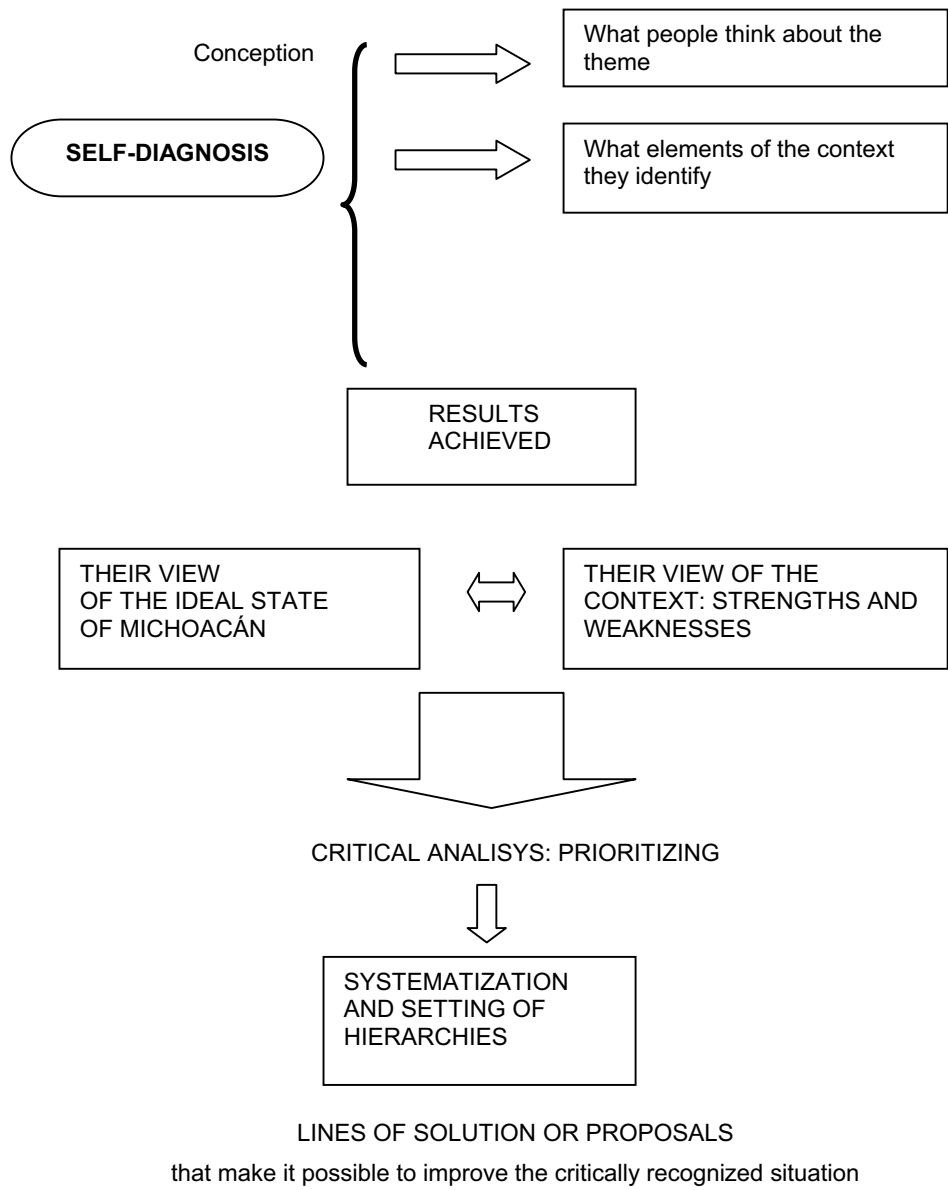 Conception
What people think about the
theme
SELF-DIAGNOSIS
What elements of the context
they identify
RESULTS
ACHIEVED
THEIR VIEW
OF THE IDEAL STATE
OF MICHOACÁN
THEIR VIEW OF THE
CONTEXT: STRENGTHS AND
WEAKNESSES
CRITICAL ANALISYS: PRIORITIZING
SYSTEMATIZATION
AND SETTING OF
HIERARCHIES
LINES OF SOLUTION OR PROPOSALS
that make it possible to improve the critically recognized situation